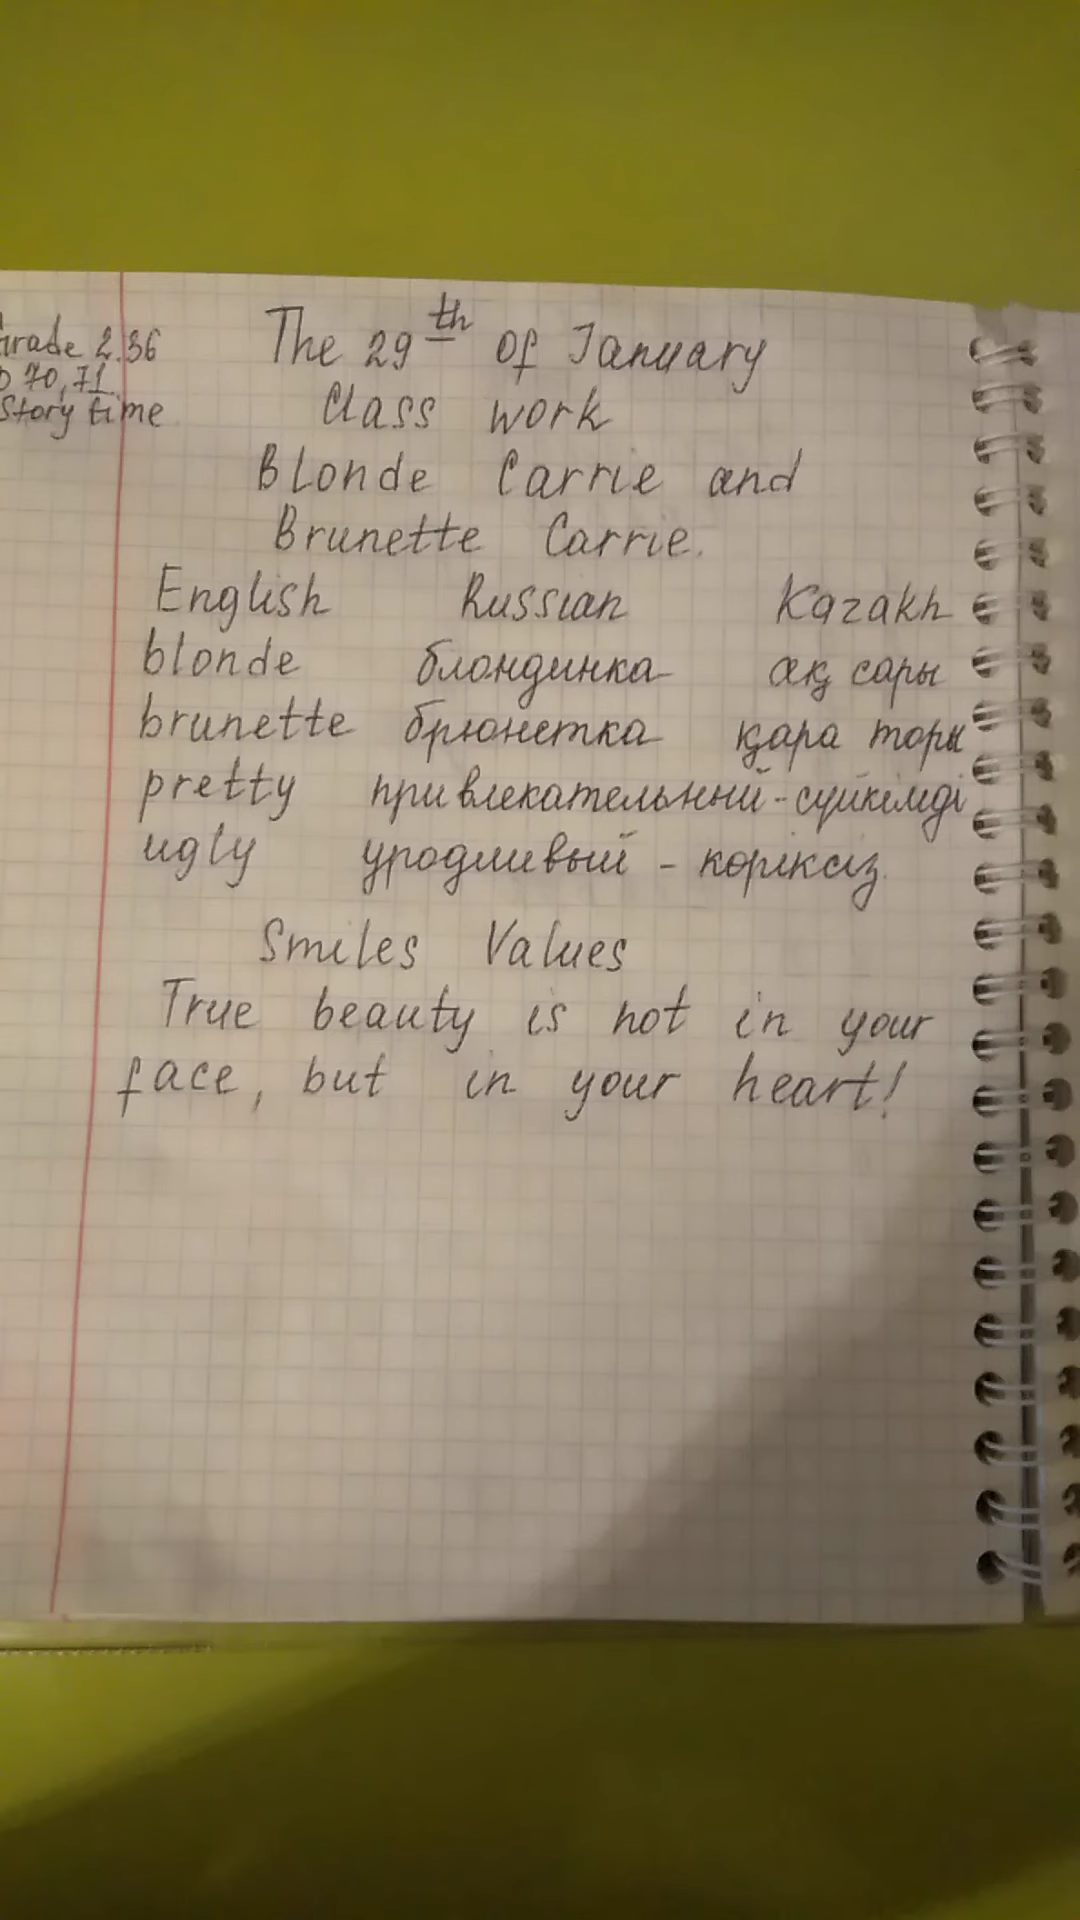 Grade 2.36
p 70, 71.
Story time
The 29th of January
Class work
Blonde Carrie and
Brunette Carrie.
English Russian Kazakh
blonde блондинка ақ сары
brunette брюнетка қара торы
pretty привлекательный - сүйкімді
ugly уродливый - көріксіз.
Smiles Values
True beauty is not in your
face, but in your heart!